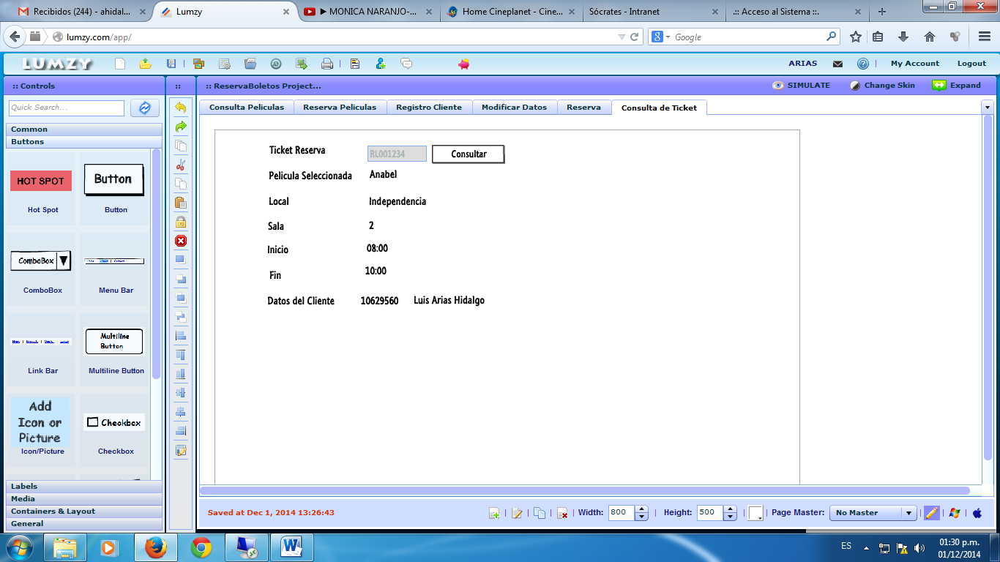 Recibidos (244) - ahidal...
Lumzy
▶ MONICA NARANJO-...
Home Cineplanet - Cine...
Sócrates - Intranet
.:: Acceso al Sistema ::.
lumzy.com/app/
Google
LUMZY
ARIAS
My Account
Logout
:: Controls
::
:: ReservaBoletos Project...
SIMULATE
Change Skin
Expand
Quick Search...
Consulta Peliculas
Reserva Peliculas
Registro Cliente
Modificar Datos
Reserva
Consulta de Ticket
Common
Buttons
HOT SPOT
Button
Hot Spot
Button
ComboBox
ComboBox
Menu Bar
Multiline
Button
Link Bar
Multiline Button
Add
Icon or
Picture
Checkbox
Icon/Picture
Checkbox
Labels
Media
Containers & Layout
General
Ticket Reserva
RL001234
Consultar
Pelicula Seleccionada
Anabel
Local
Independencia
Sala
2
Inicio
08:00
Fin
10:00
Datos del Cliente
10629560
Luis Arias Hidalgo
Saved at Dec 1, 2014 13:26:43
Width:
800
Height:
500
Page Master:
No Master
ES
01:30 p.m.
01/12/2014